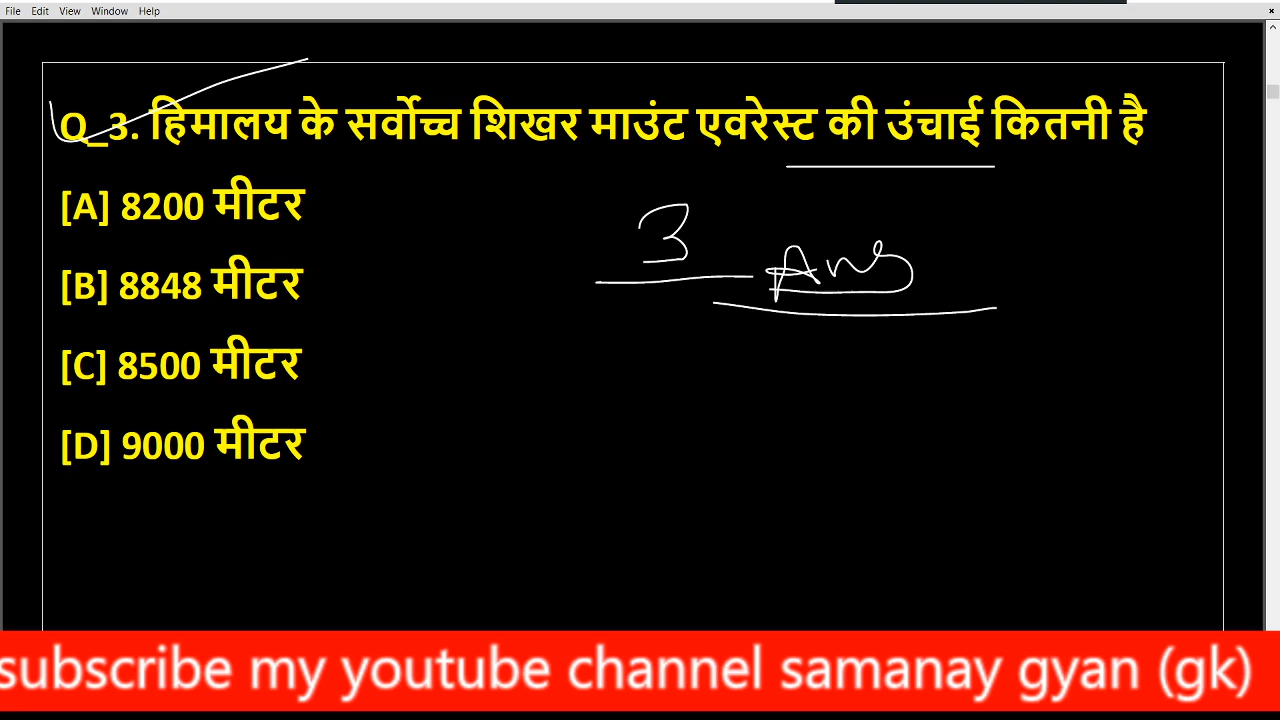 File Edit View Window Help
Q_3. हिमालय के सर्वोच्च शिखर माउंट एवरेस्ट की उंचाई कितनी है
[A] 8200 मीटर
[B] 8848 मीटर
[C] 8500 मीटर
[D] 9000 मीटर
3 Ans
subscribe my youtube channel samanay gyan (gk)